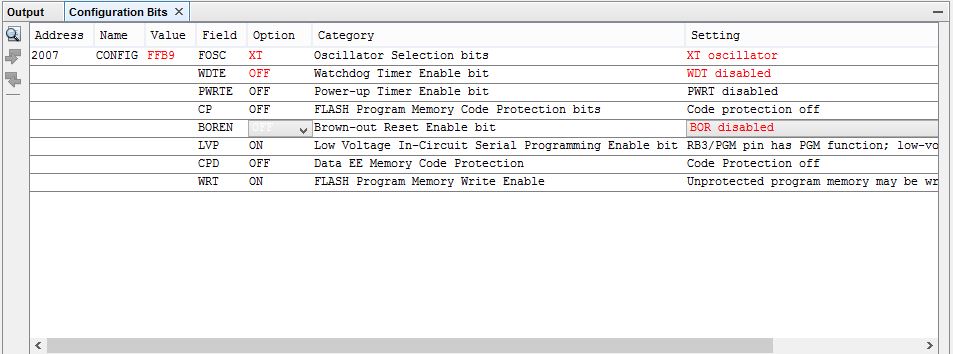 Output Configuration Bits ×
Address Name Value Field Option Category Setting
2007 CONFIG FFB9 FOSC XT Oscillator Selection bits XT oscillator
WDTE OFF Watchdog Timer Enable bit WDT disabled
PWRTE OFF Power-up Timer Enable bit PWRT disabled
CP OFF FLASH Program Memory Code Protection bits Code protection off
BOREN OFF Brown-out Reset Enable bit BOR disabled
LVP ON Low Voltage In-Circuit Serial Programming Enable bit RB3/PGM pin has PGM function; low-vo
CPD OFF Data EE Memory Code Protection Code Protection off
WRT ON FLASH Program Memory Write Enable Unprotected program memory may be wr